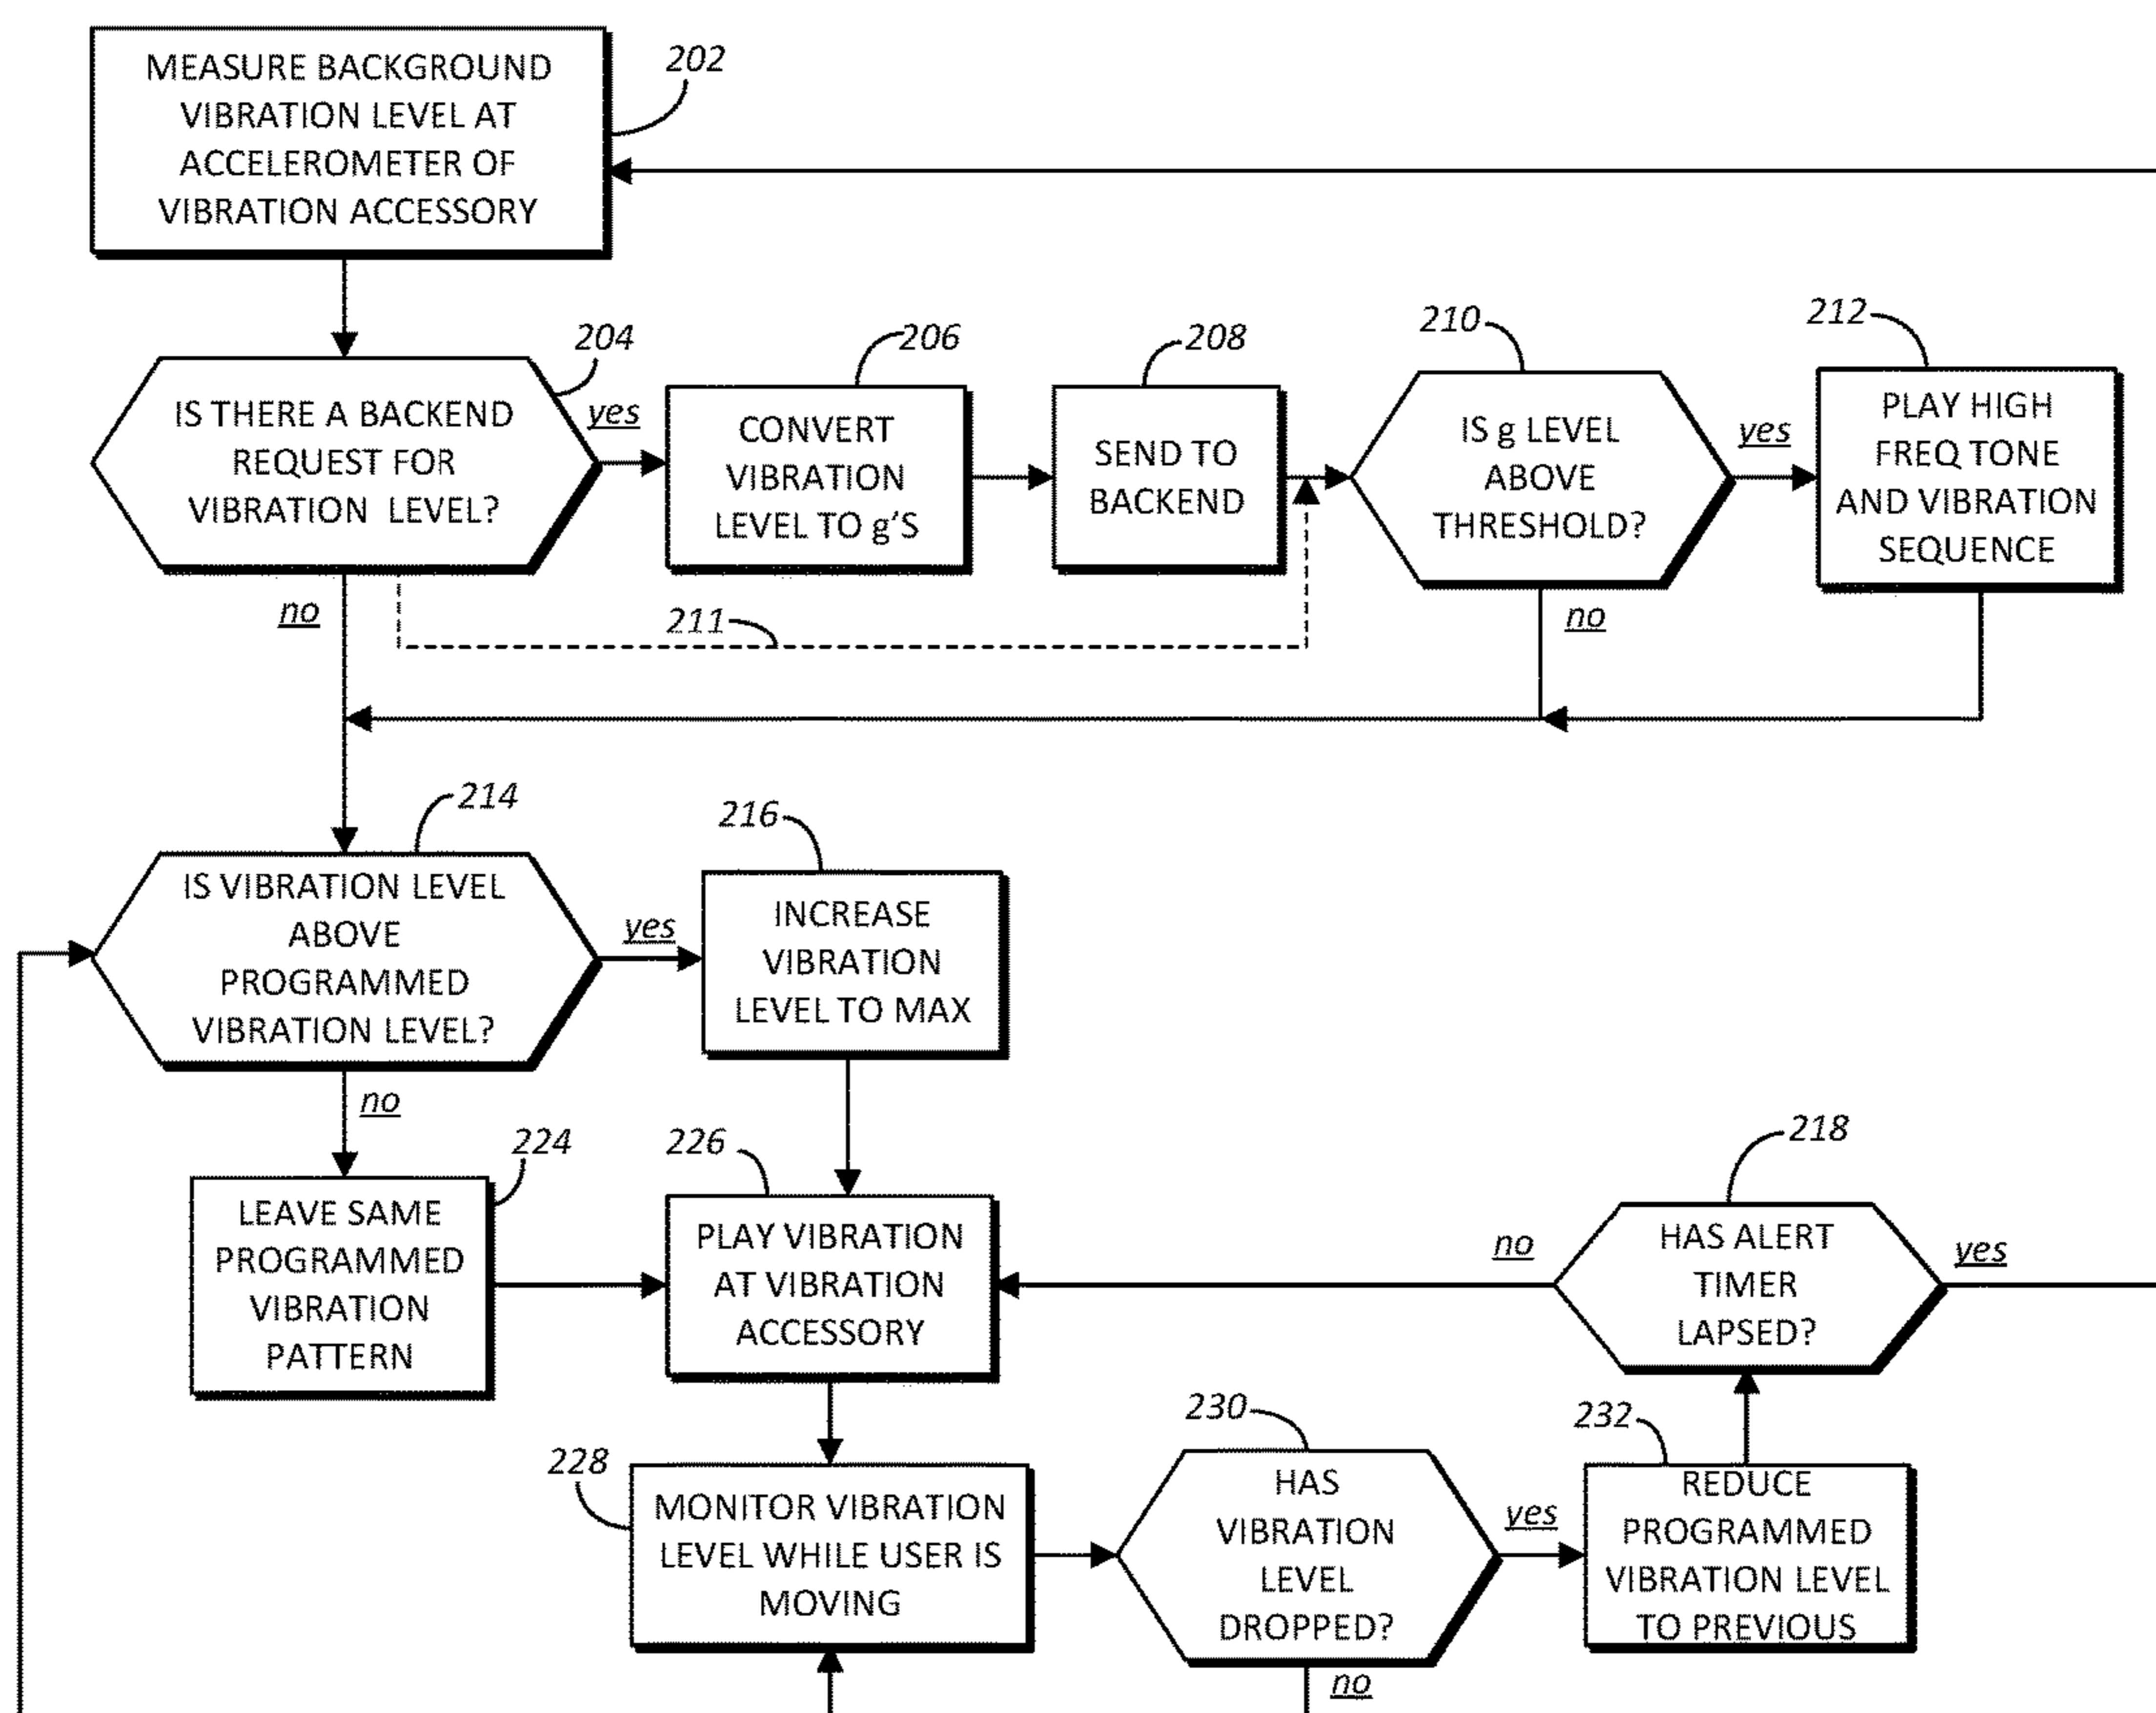 MEASURE BACKGROUND
VIBRATION LEVEL AT
ACCELEROMETER OF
VIBRATION ACCESSORY
202
IS THERE A BACKEND
REQUEST FOR
VIBRATION LEVEL?
204
yes
no
CONVERT
VIBRATION
LEVEL TO g'S
206
SEND TO
BACKEND
208
IS g LEVEL
ABOVE
THRESHOLD?
210
yes
no
PLAY HIGH
FREQ TONE
AND VIBRATION
SEQUENCE
212
211
IS VIBRATION LEVEL
ABOVE
PROGRAMMED
VIBRATION LEVEL?
214
yes
no
INCREASE
VIBRATION
LEVEL TO MAX
216
LEAVE SAME
PROGRAMMED
VIBRATION
PATTERN
224
PLAY VIBRATION
AT VIBRATION
ACCESSORY
226
HAS ALERT
TIMER
LAPSED?
218
no
yes
MONITOR VIBRATION
LEVEL WHILE USER IS
MOVING
228
HAS
VIBRATION
LEVEL
DROPPED?
230
yes
no
REDUCE
PROGRAMMED
VIBRATION LEVEL
TO PREVIOUS
232